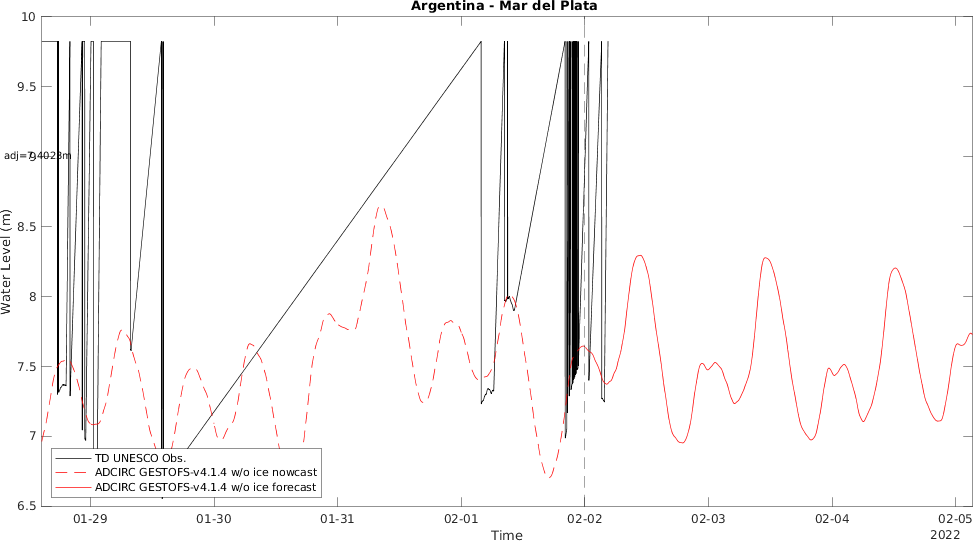 Argentina - Mar del Plata
10
9.5
adj=7.4023m
9
8.5
Water Level (m)
8
7.5
7
6.5
TD UNESCO Obs.
ADCIRC GESTOFS-v4.1.4 w/o ice nowcast
ADCIRC GESTOFS-v4.1.4 w/o ice forecast
01-29 01-30 01-31 02-01 02-02 02-03 02-04 02-05
Time 2022